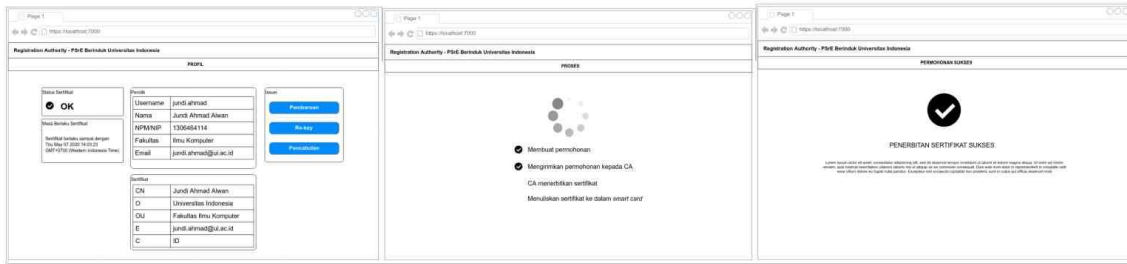 Page 1
https://localhost:7000
Registration Authority - PSrE Berinduk Universitas Indonesia
PROFIL
Status Sertifikat
OK
Masa Berlaku Sertifikat
Sertifikat berlaku sampai dengan
Thu May 07 2020 14:03:23
GMT+0700 (Western Indonesia Time)
Pemilik
Username jundi.ahmad
Nama Jundi Ahmad Alwan
NPM/NIP 1306464114
Fakultas Ilmu Komputer
Email jundi.ahmad@ui.ac.id
Sertifikat
CN Jundi Ahmad Alwan
O Universitas Indonesia
OU Fakultas Ilmu Komputer
E jundi.ahmad@ui.ac.id
C ID
Issuer
Pembaruan
Re-key
Pencabutan
Page 1
https://localhost:7000
Registration Authority - PSrE Berinduk Universitas Indonesia
PROSES
Membuat permohonan
Mengirimkan permohonan kepada CA
CA menerbitkan sertifikat
Menuliskan sertifikat ke dalam smart card
Page 1
https://localhost:7000
Registration Authority - PSrE Berinduk Universitas Indonesia
PERMOHONAN SUKSES
PENERBITAN SERTIFIKAT SUKSES